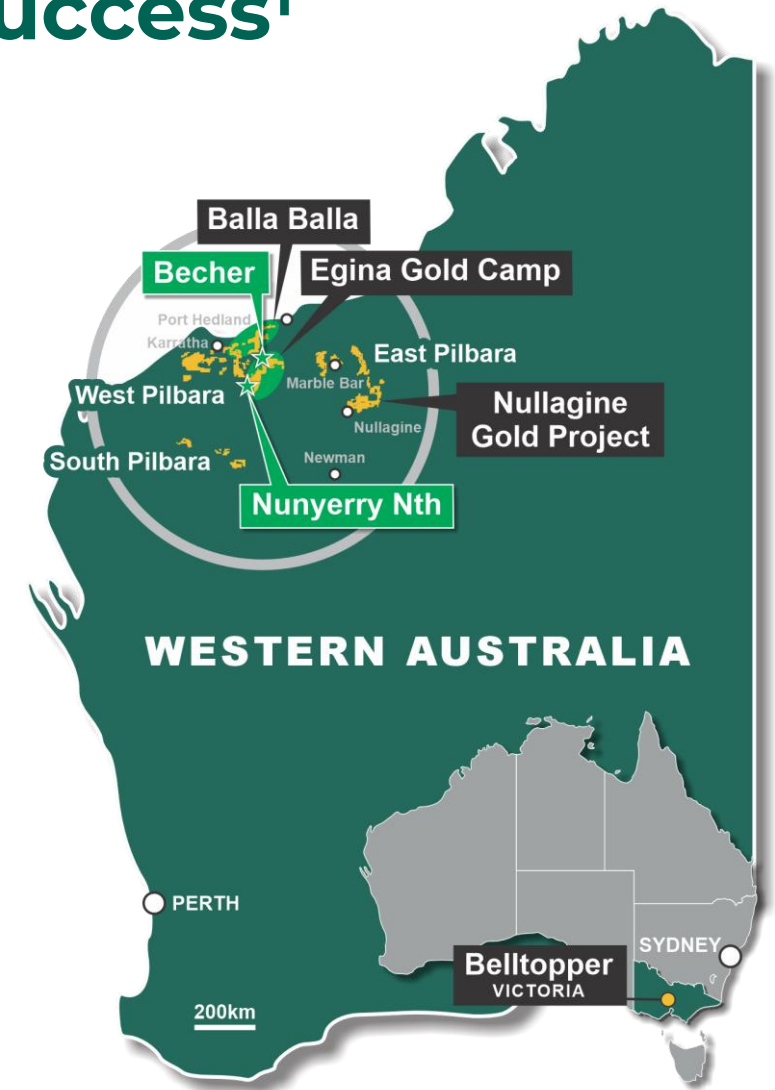 uccess
Balla Balla
Becher
Egina Gold Camp
Port Hedland
Karratha
East Pilbara
Marble Bar
West Pilbara
Nullagine
Gold Project
Nullagine
South Pilbara
Newman
Nunyerry Nth
WESTERN AUSTRALIA
PERTH
SYDNEY
Belltopper
VICTORIA
200km